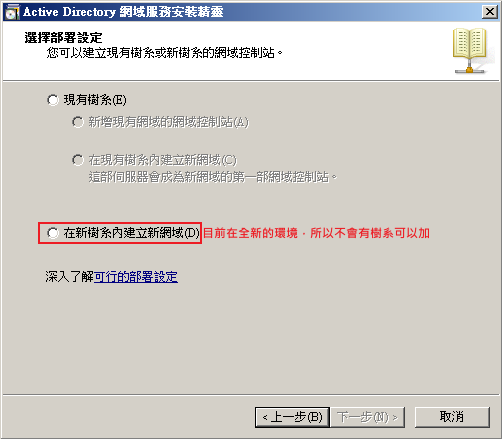 Active Directory 網域服務安裝精靈
選擇部署設定
您可以建立現有樹系或新樹系的網域控制站。
現有樹系(E)
新增現有網域的網域控制站(A)
在現有樹系內建立新網域(C)
這部伺服器會成為新網域的第一部網域控制站。
在新樹系內建立新網域(D) 目前在全新的環境，所以不會有樹系可以加
深入了解可行的部署設定
< 上一步(B) 下一步(N) > 取消